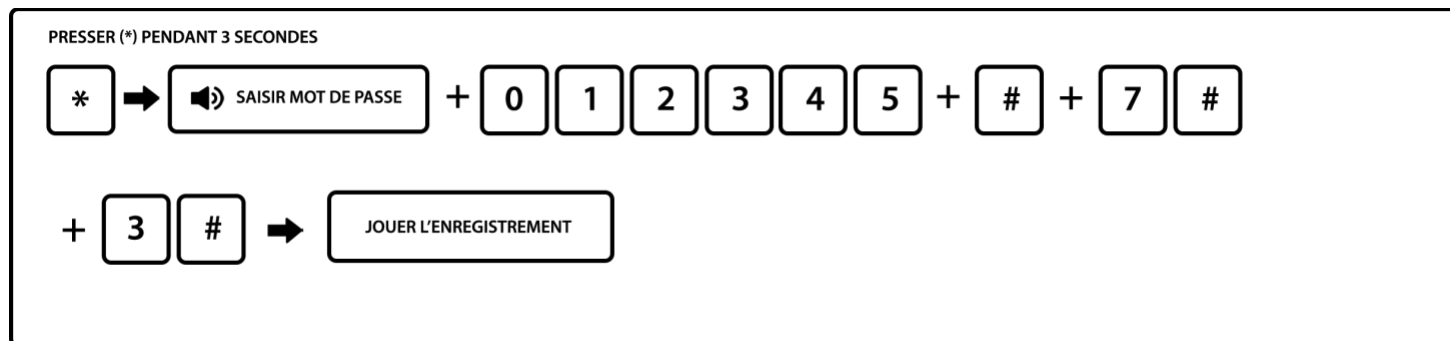 PRESSER (*) PENDANT 3 SECONDES
* SAISIR MOT DE PASSE + 0 1 2 3 4 5 + # + 7 #
+ 3 # JOUER L'ENREGISTREMENT